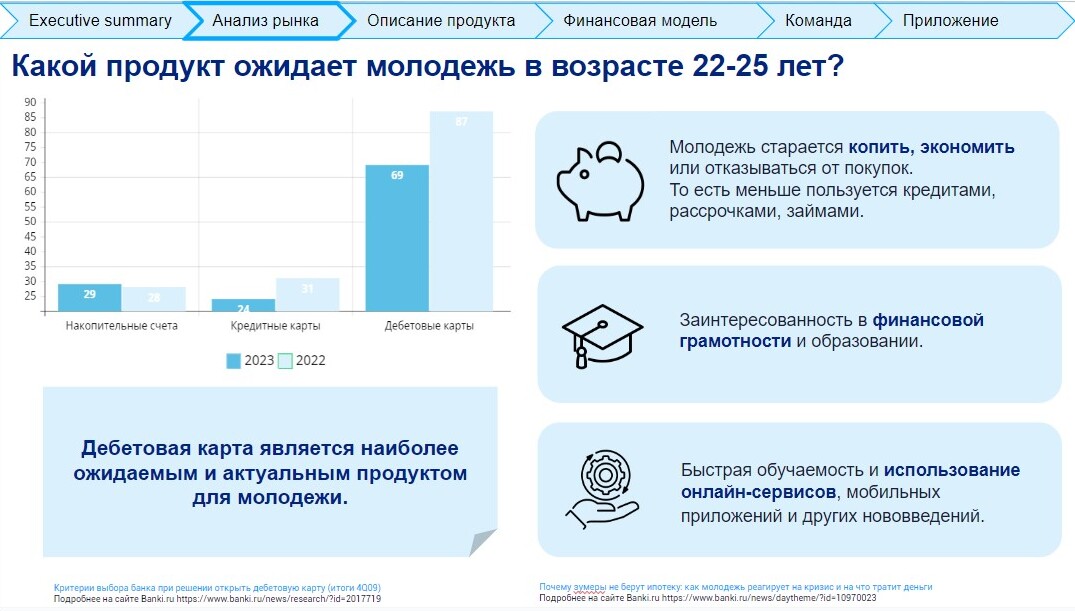 Executive summary
Анализ рынка
Описание продукта
Финансовая модель
Команда
Приложение
Какой продукт ожидает молодежь в возрасте 22-25 лет?
90
85
80
75
70
65
60
55
50
45
40
35
30
25
29
28
24
31
69
87
Накопительные счета
Кредитные карты
Дебетовые карты
2023
2022
Дебетовая карта является наиболее
ожидаемым и актуальным продуктом
для молодежи.
Молодежь старается копить, экономить
или отказываться от покупок.
То есть меньше пользуется кредитами,
рассрочками, займами.
Заинтересованность в финансовой
грамотности и образовании.
Быстрая обучаемость и использование
онлайн-сервисов, мобильных
приложений и других нововведений.
Критерии выбора банка при решении открыть дебетовую карту (итоги 4Q09)
Подробнее на сайте Banki.ru https://www.banki.ru/news/research/?id=2017719
Почему зумеры не берут ипотеку: как молодежь реагирует на кризис и на что тратит деньги
Подробнее на сайте Banki.ru https://www.banki.ru/news/daytheme/?id=10970023